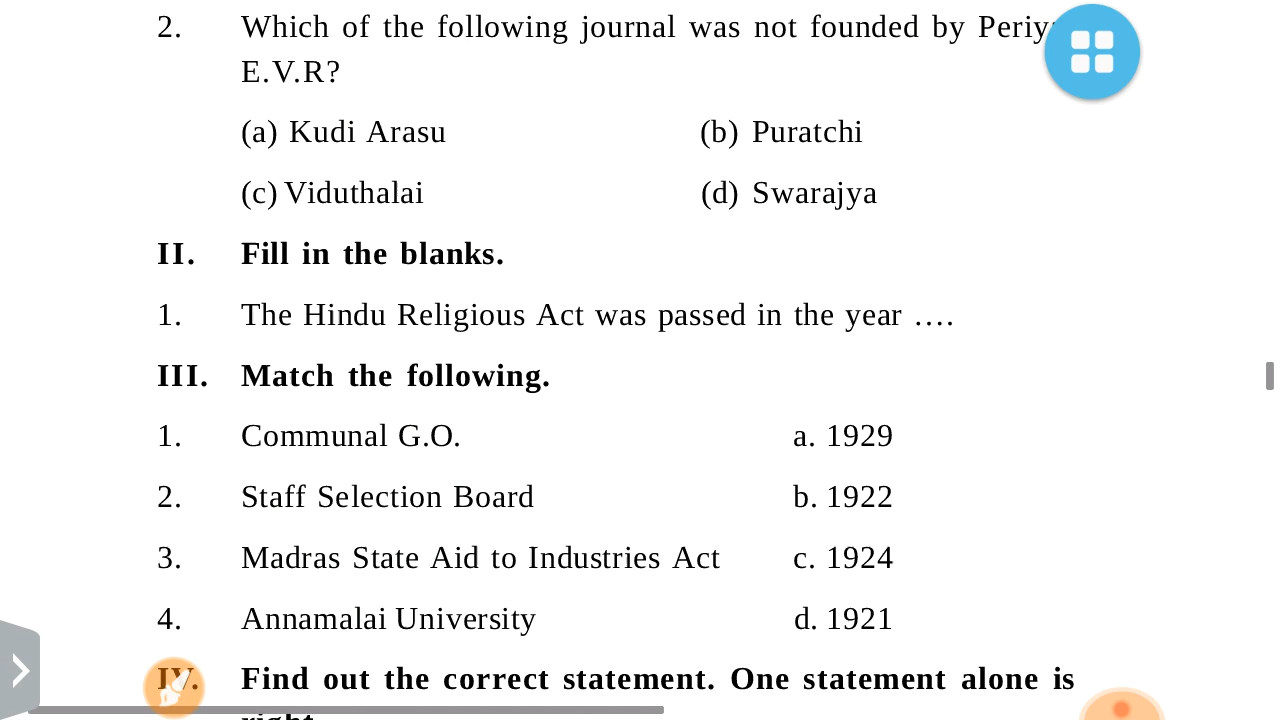 2. Which of the following journal was not founded by
E.V.R?
(a) Kudi Arasu (b) Puratchi
(c) Viduthalai (d) Swarajya
II. Fill in the blanks.
1. The Hindu Religious Act was passed in the year ....
III. Match the following.
1. Communal G.O. a. 1929
2. Staff Selection Board b. 1922
3. Madras State Aid to Industries Act c. 1924
4. Annamalai University d. 1921
IV. Find out the correct statement. One statement alone is